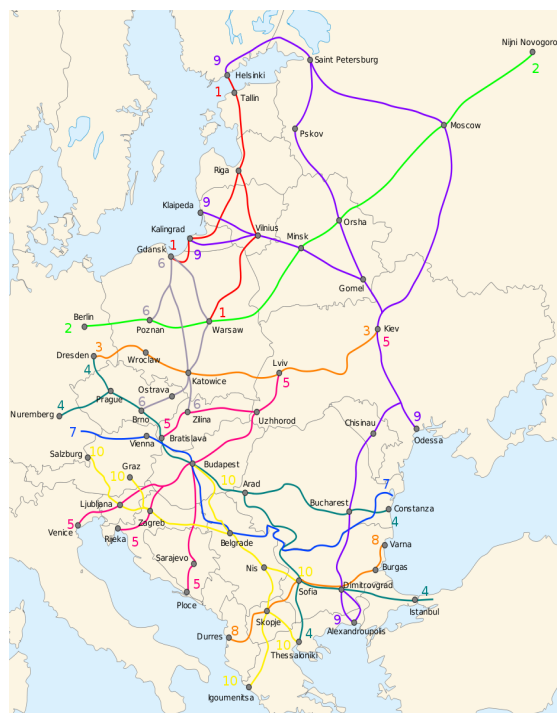 Nijni Novogoro
2
9
Saint Petersburg
Helsinki
1
Tallin
Moscow
Pskov
Riga
Klaipeda
9
Kalingrad
Vilnius
Orsha
Minsk
1
Gdansk
9
6
Gomel
Berlin
2
6
Poznan
1
Warsaw
3
Kiev
5
3
Dresden
Wroclaw
4
Lviv
5
Katowice
Ostrava
Prague
4
Nuremberg
6
Brno
6
Zilina
Uzhhorod
9
Odessa
Chisinau
5
7
Bratislava
Vienna
Salzburg
10
Graz
10
Budapest
10
Arad
7
Ljubljana
Bucharest
Constanza
4
5
Venice
Zagreb
Rijeka
5
Belgrade
8
Varna
Sarajevo
Nis
10
Burgas
5
Ploce
Sofia
Dimitrovgrad
4
Istanbul
Skopje
9
Alexandroupolis
Durres
8
10
Thessaloniki
4
10
Igoumenitsa